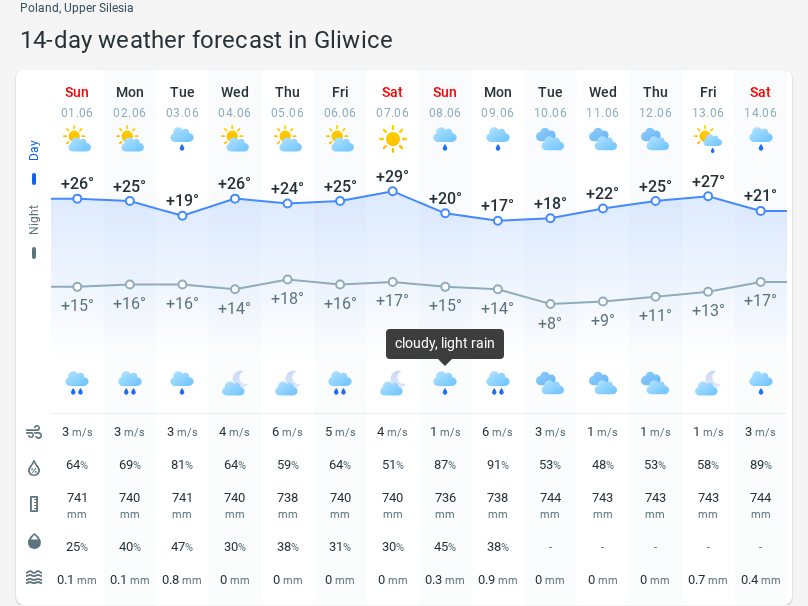 Poland, Upper Silesia
14-day weather forecast in Gliwice
Sun Mon Tue Wed Thu Fri Sat Sun Mon Tue Wed Thu Fri Sat
01.06 02.06 03.06 04.06 05.06 06.06 07.06 08.06 09.06 10.06 11.06 12.06 13.06 14.06
Day
+26° +25° +19° +26° +24° +25° +29° +20° +17° +18° +22° +25° +27° +21°
Night
+15° +16° +16° +14° +18° +16° +17° +15° +14° +8° +9° +11° +13° +17°
cloudy, light rain
3 m/s 3 m/s 3 m/s 4 m/s 6 m/s 5 m/s 4 m/s 1 m/s 6 m/s 3 m/s 1 m/s 1 m/s 1 m/s 3 m/s
64% 69% 81% 64% 59% 64% 51% 87% 91% 53% 48% 53% 58% 89%
741 740 741 740 738 740 740 736 738 744 743 743 743 744
mm mm mm mm mm mm mm mm mm mm mm mm mm mm
25% 40% 47% 30% 38% 31% 30% 45% 38% - - - - -
0.1 mm 0.1 mm 0.8 mm 0 mm 0 mm 0 mm 0 mm 0.3 mm 0.9 mm 0 mm 0 mm 0 mm 0.7 mm 0.4 mm